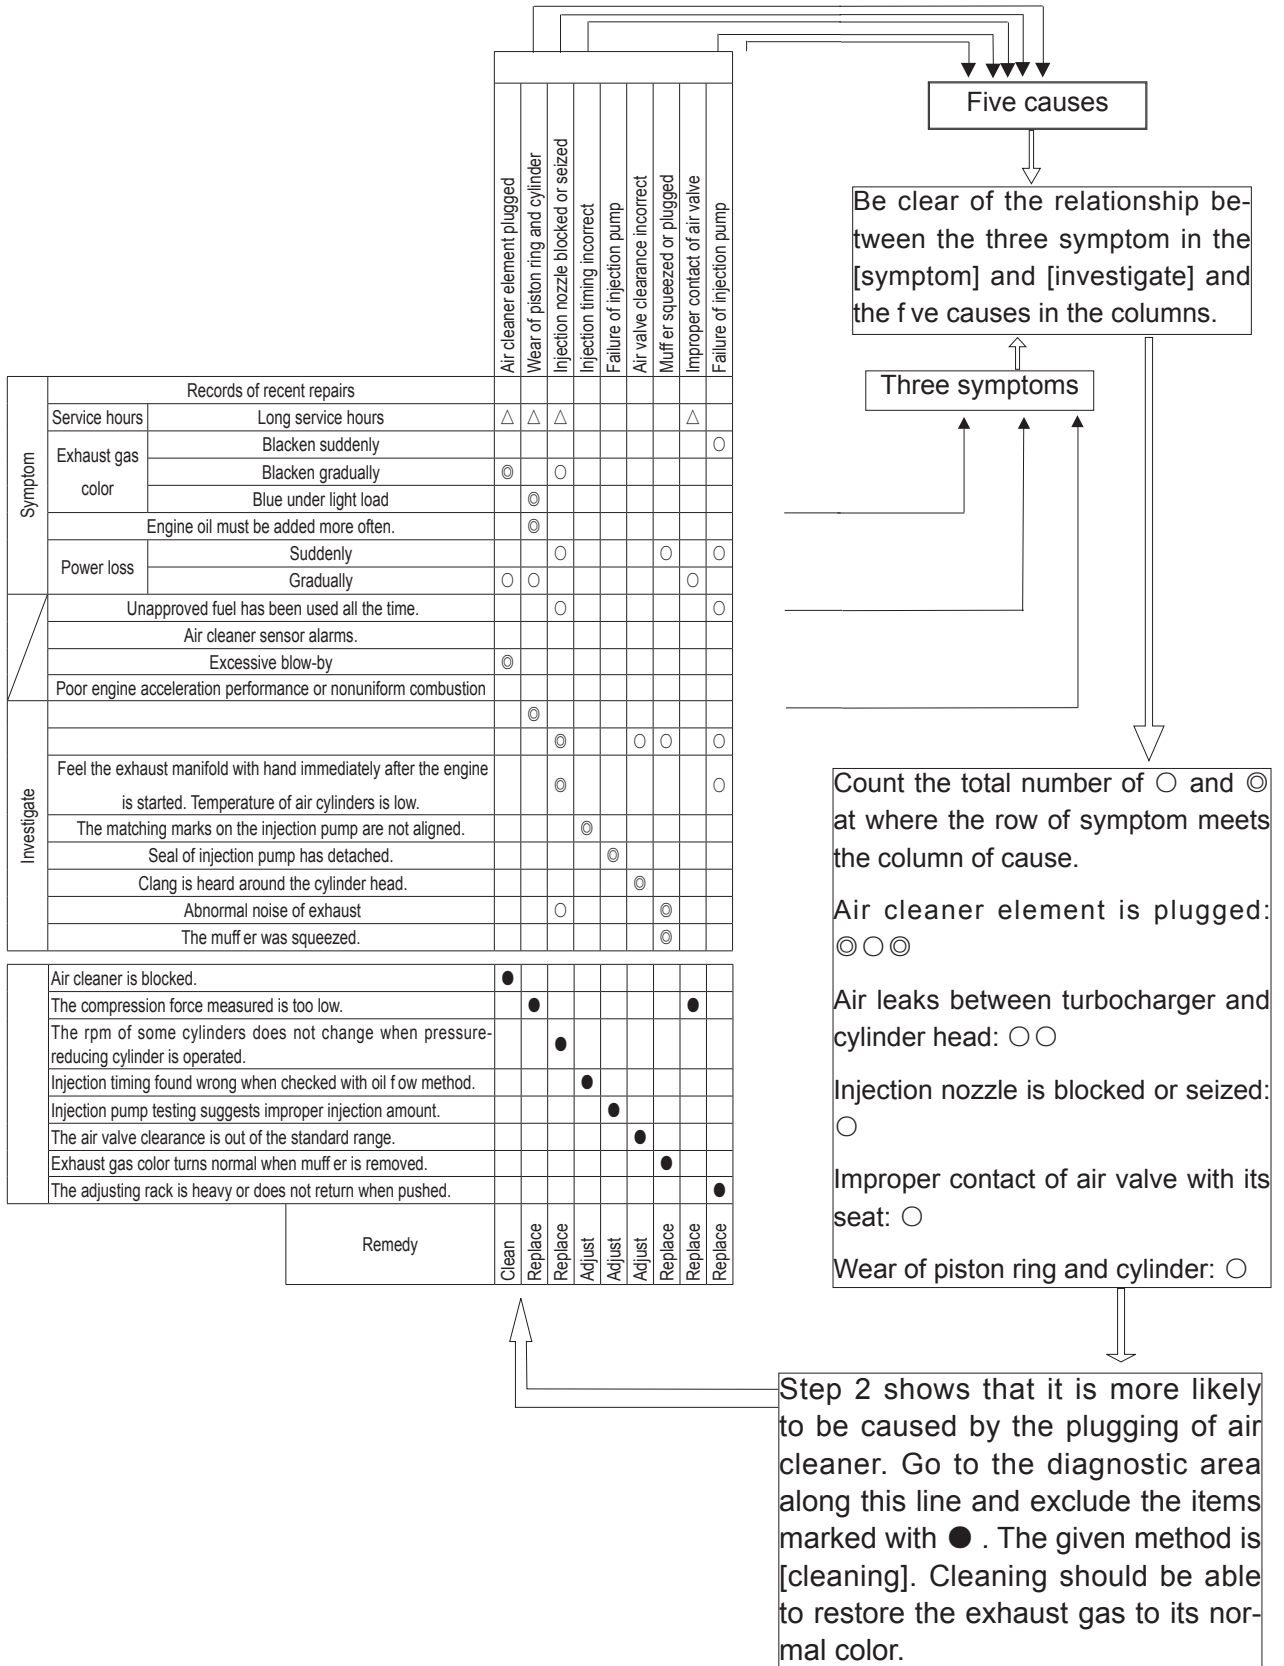 Five causes
Be clear of the relationship be-
tween the three symptom in the
[symptom] and [investigate] and
the f ve causes in the columns.
Three symptoms
Air cleaner element plugged
Wear of piston ring and cylinder
Injection nozzle blocked or seized
Injection timing incorrect
Failure of injection pump
Air valve clearance incorrect
Muff er squeezed or plugged
Improper contact of air valve
Failure of injection pump
Symptom
Records of recent repairs
Service hours Long service hours △ △ △ △
Exhaust gas
color
Blacken suddenly ○
Blacken gradually ◎ ○
Blue under light load ◎
Engine oil must be added more often. ◎
Power loss
Suddenly ○ ○ ○
Gradually ○ ○ ○
Unapproved fuel has been used all the time. ○ ○
Air cleaner sensor alarms.
Excessive blow-by ◎
Poor engine acceleration performance or nonuniform combustion
◎
◎ ○ ○ ○
Investigate
Feel the exhaust manifold with hand immediately after the engine
is started. Temperature of air cylinders is low. ◎ ○
The matching marks on the injection pump are not aligned. ◎
Seal of injection pump has detached. ◎
Clang is heard around the cylinder head. ◎
Abnormal noise of exhaust ○ ◎
The muff er was squeezed. ◎
Air cleaner is blocked. ●
The compression force measured is too low. ● ●
The rpm of some cylinders does not change when pressure-
reducing cylinder is operated. ●
Injection timing found wrong when checked with oil f ow method. ●
Injection pump testing suggests improper injection amount. ●
The air valve clearance is out of the standard range. ●
Exhaust gas color turns normal when muff er is removed. ●
The adjusting rack is heavy or does not return when pushed. ●
Remedy
Clean
Replace
Replace
Adjust
Adjust
Adjust
Replace
Replace
Replace
Count the total number of ○ and ◎
at where the row of symptom meets
the column of cause.
Air cleaner element is plugged:
◎○◎
Air leaks between turbocharger and
cylinder head: ○○
Injection nozzle is blocked or seized:
○
Improper contact of air valve with its
seat: ○
Wear of piston ring and cylinder: ○
Step 2 shows that it is more likely
to be caused by the plugging of air
cleaner. Go to the diagnostic area
along this line and exclude the items
marked with ● . The given method is
[cleaning]. Cleaning should be able
to restore the exhaust gas to its nor-
mal color.